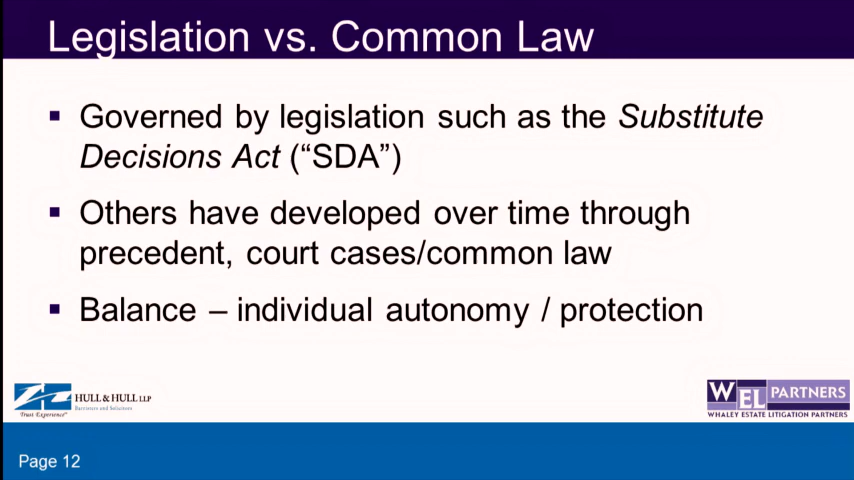 Legislation vs. Common Law
▪ Governed by legislation such as the Substitute
Decisions Act (“SDA”)
▪ Others have developed over time through
precedent, court cases/common law
▪ Balance – individual autonomy / protection
HULL & HULL LLP
Barristers and Solicitors
Trust Experience
WEL PARTNERS
WHALEY ESTATE LITIGATION PARTNERS
Page 12